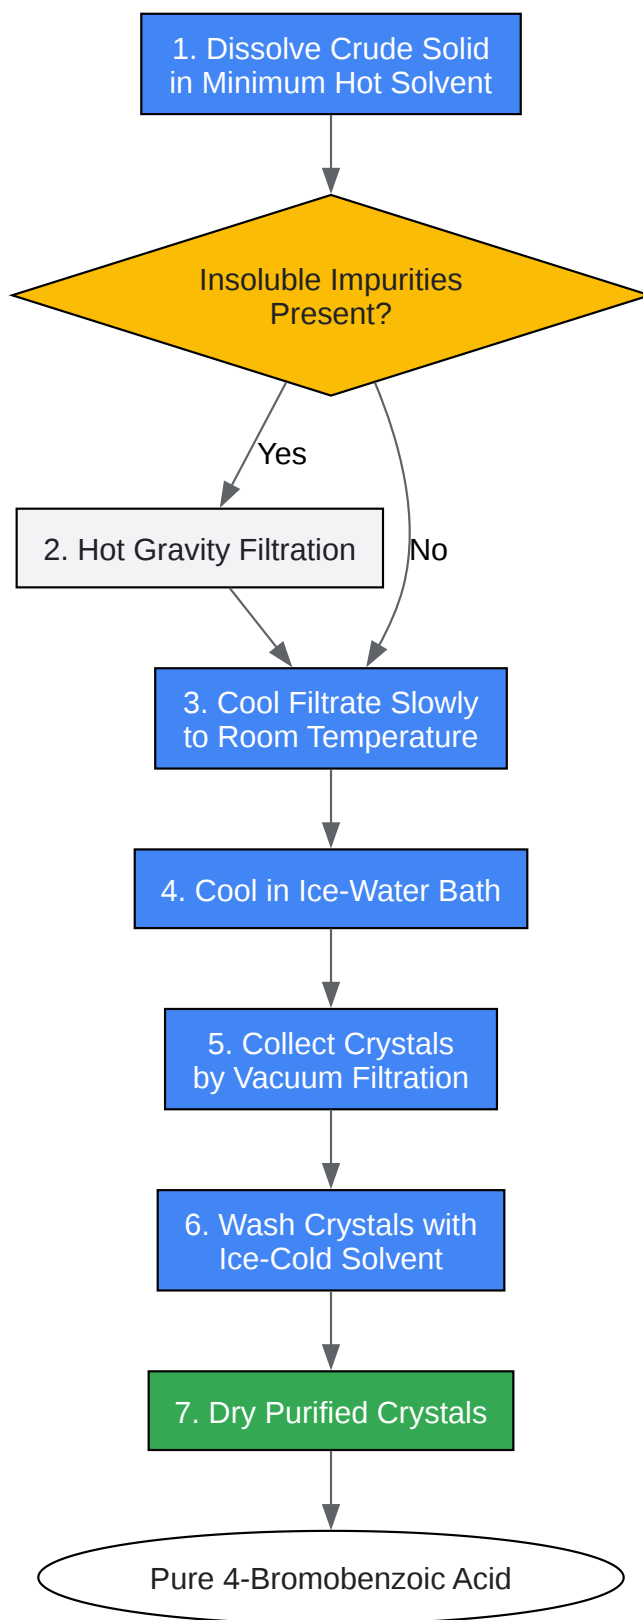 1. Dissolve Crude Solid
in Minimum Hot Solvent
Insoluble Impurities
Present?
Yes
2. Hot Gravity Filtration
No
3. Cool Filtrate Slowly
to Room Temperature
4. Cool in Ice-Water Bath
5. Collect Crystals
by Vacuum Filtration
6. Wash Crystals with
Ice-Cold Solvent
7. Dry Purified Crystals
Pure 4-Bromobenzoic Acid